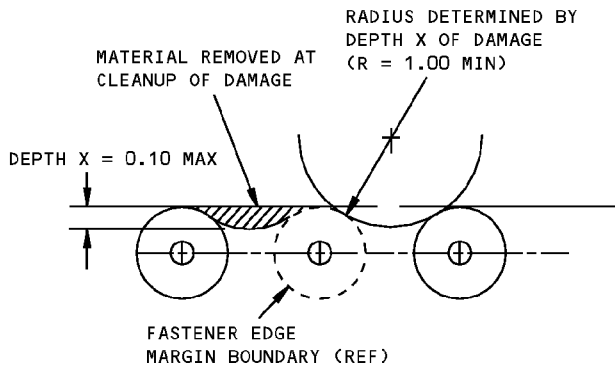 RADIUS DETERMINED BY
DEPTH X OF DAMAGE
(R = 1.00 MIN)
MATERIAL REMOVED AT
CLEANUP OF DAMAGE
DEPTH X = 0.10 MAX
FASTENER EDGE
MARGIN BOUNDARY (REF)